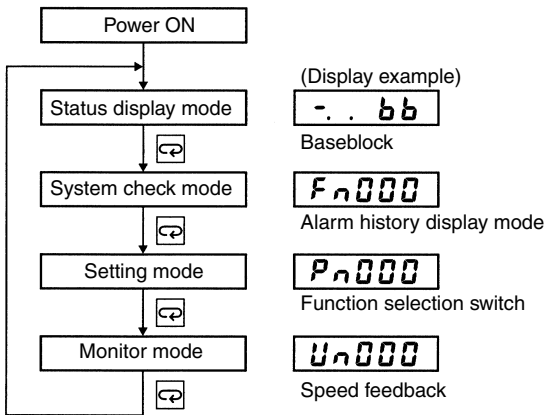 Power ON
(Display example)
Status display mode
-.. bb
Baseblock
System check mode
Fn000
Alarm history display mode
Setting mode
Pn000
Function selection switch
Monitor mode
Un000
Speed feedback